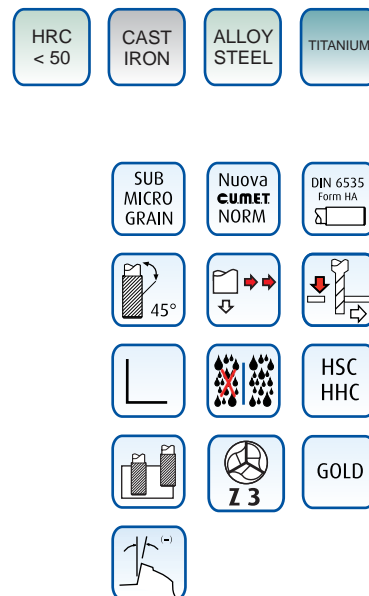 HRC
< 50
CAST
IRON
ALLOY
STEEL
TITANIUM
SUB
MICRO
GRAIN
Nuova
C.U.M.E.T.
NORM
DIN 6535
Form HA
45°
HSC
HHC
Z 3
GOLD
(-)